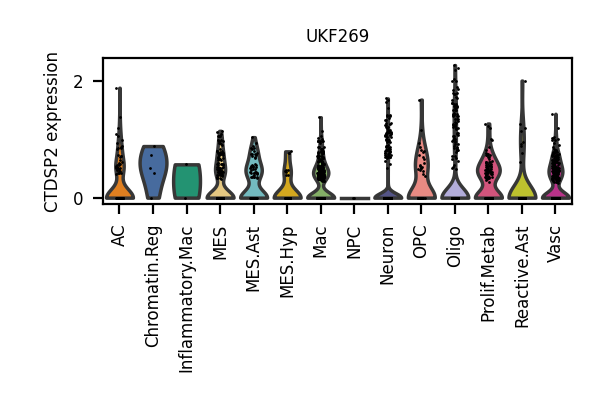 UKF269
CTDSP2 expression
2
0
AC
Chromatin.Reg
Inflammatory.Mac
MES
MES.Ast
MES.Hyp
Mac
NPC
Neuron
OPC
Oligo
Prolif.Metab
Reactive.Ast
Vasc